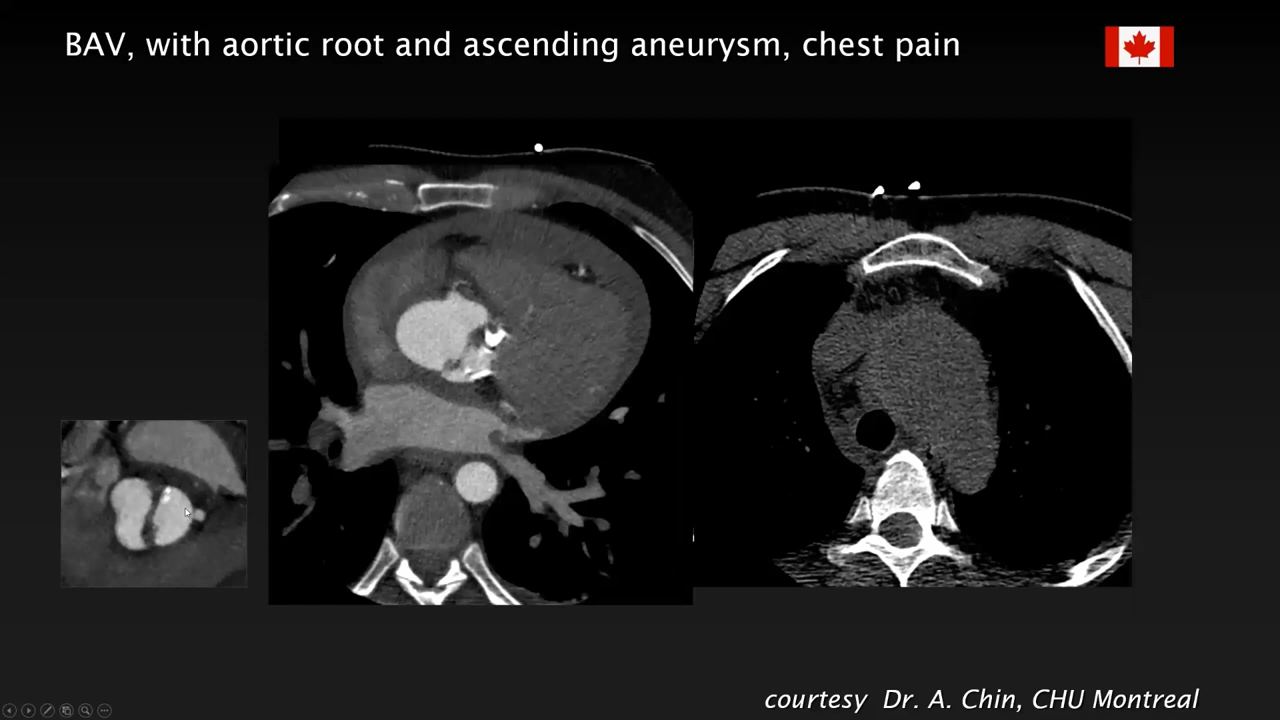 BAV, with aortic root and ascending aneurysm, chest pain
courtesy Dr. A. Chin, CHU Montreal